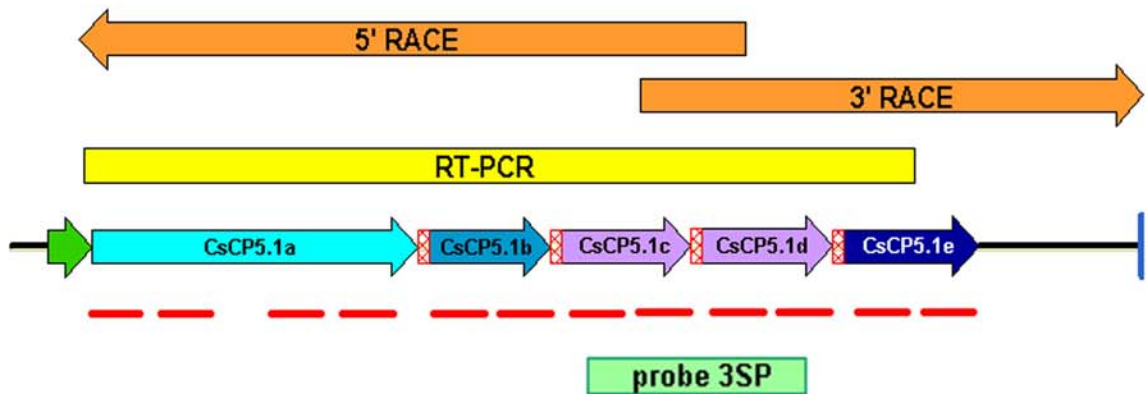 5' RACE
3' RACE
RT-PCR
CsCP5.1a CsCP5.1b CsCP5.1c CsCP5.1d CsCP5.1e
probe 3SP